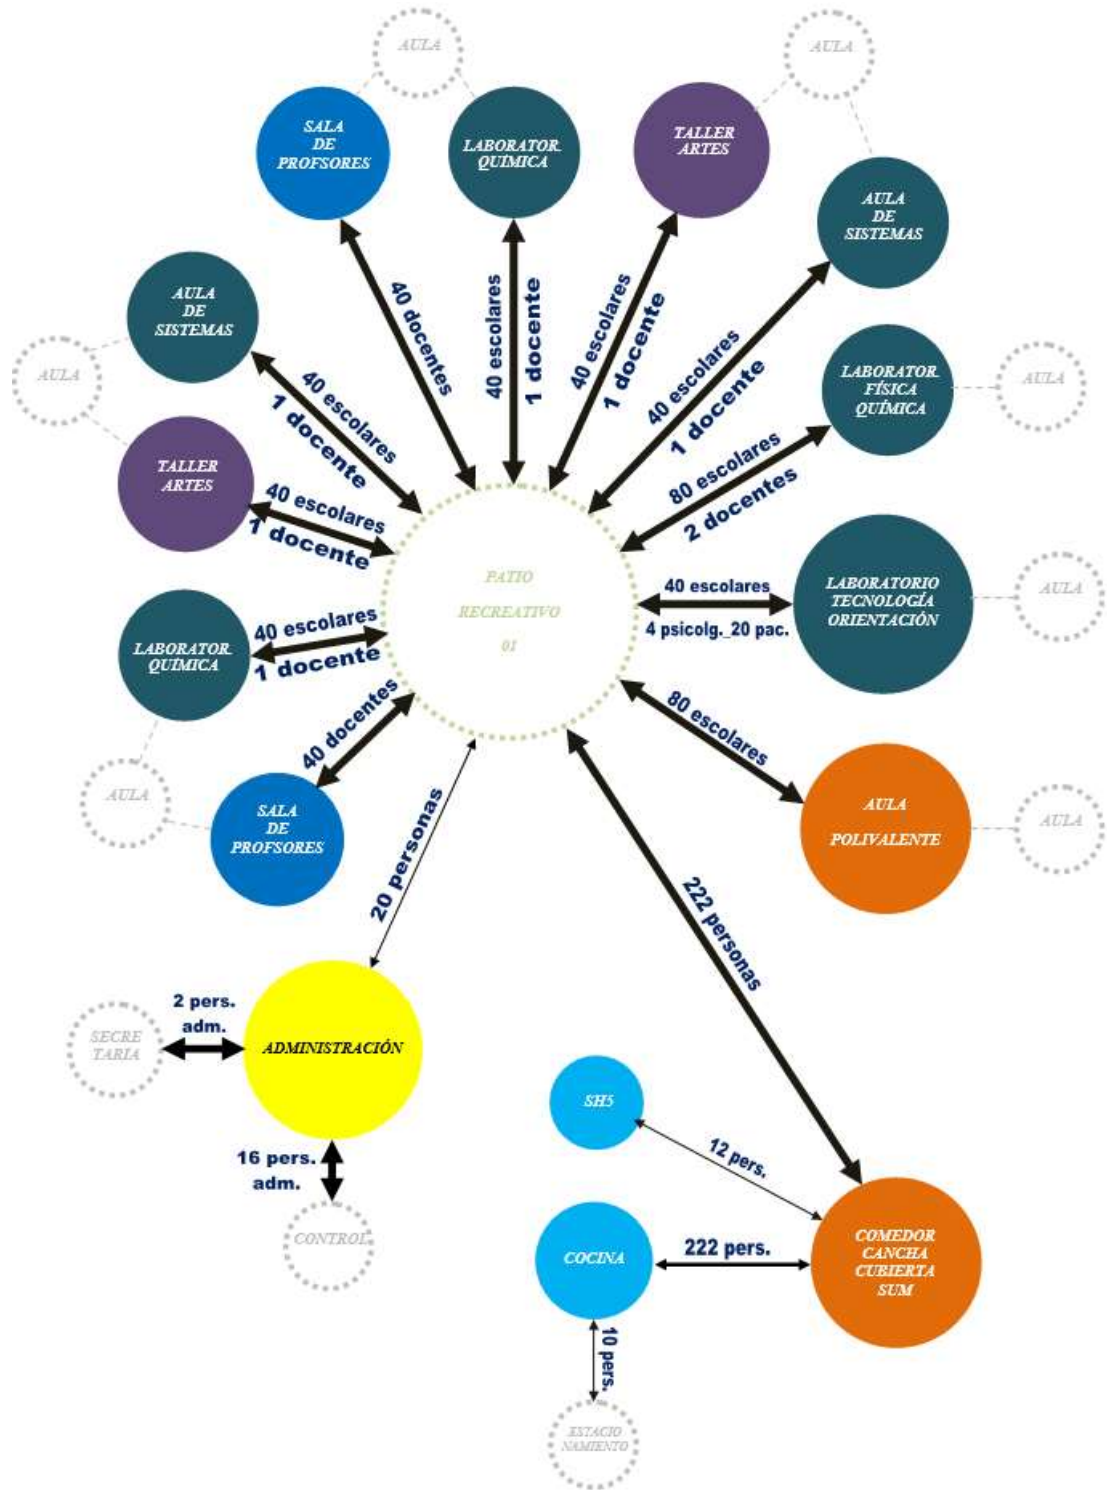 AULA
AULA
SALA
DE
PROFSORES
LABORATOR.
QUÍMICA
TALLER
ARTES
AULA
DE
SISTEMAS
40 docentes
40 escolares
1 docente
40 escolares
1 docente
40 escolares
1 docente
AULA
DE
SISTEMAS
AULA
40 escolares
1 docente
LABORATOR.
FÍSICA
QUÍMICA
AULA
80 escolares
2 docentes
TALLER
ARTES
40 escolares
1 docente
PATIO
RECREATIVO
01
40 escolares
4 psicolg._20 pac.
LABORATORIO
TECNOLOGÍA
ORIENTACIÓN
AULA
LABORATOR.
QUÍMICA
40 escolares
1 docente
40 docentes
AULA
SALA
DE
PROFSORES
80 escolares
AULA
POLIVALENTE
AULA
20 personas
222 personas
2 pers.
adm.
SECRE
TARIA
ADMINISTRACIÓN
16 pers.
adm.
CONTROL
SH5
12 pers.
COCINA
222 pers.
COMEDOR
CANCHA
CUBIERTA
SUM
10 pers.
ESTACIO
NAMIENTO